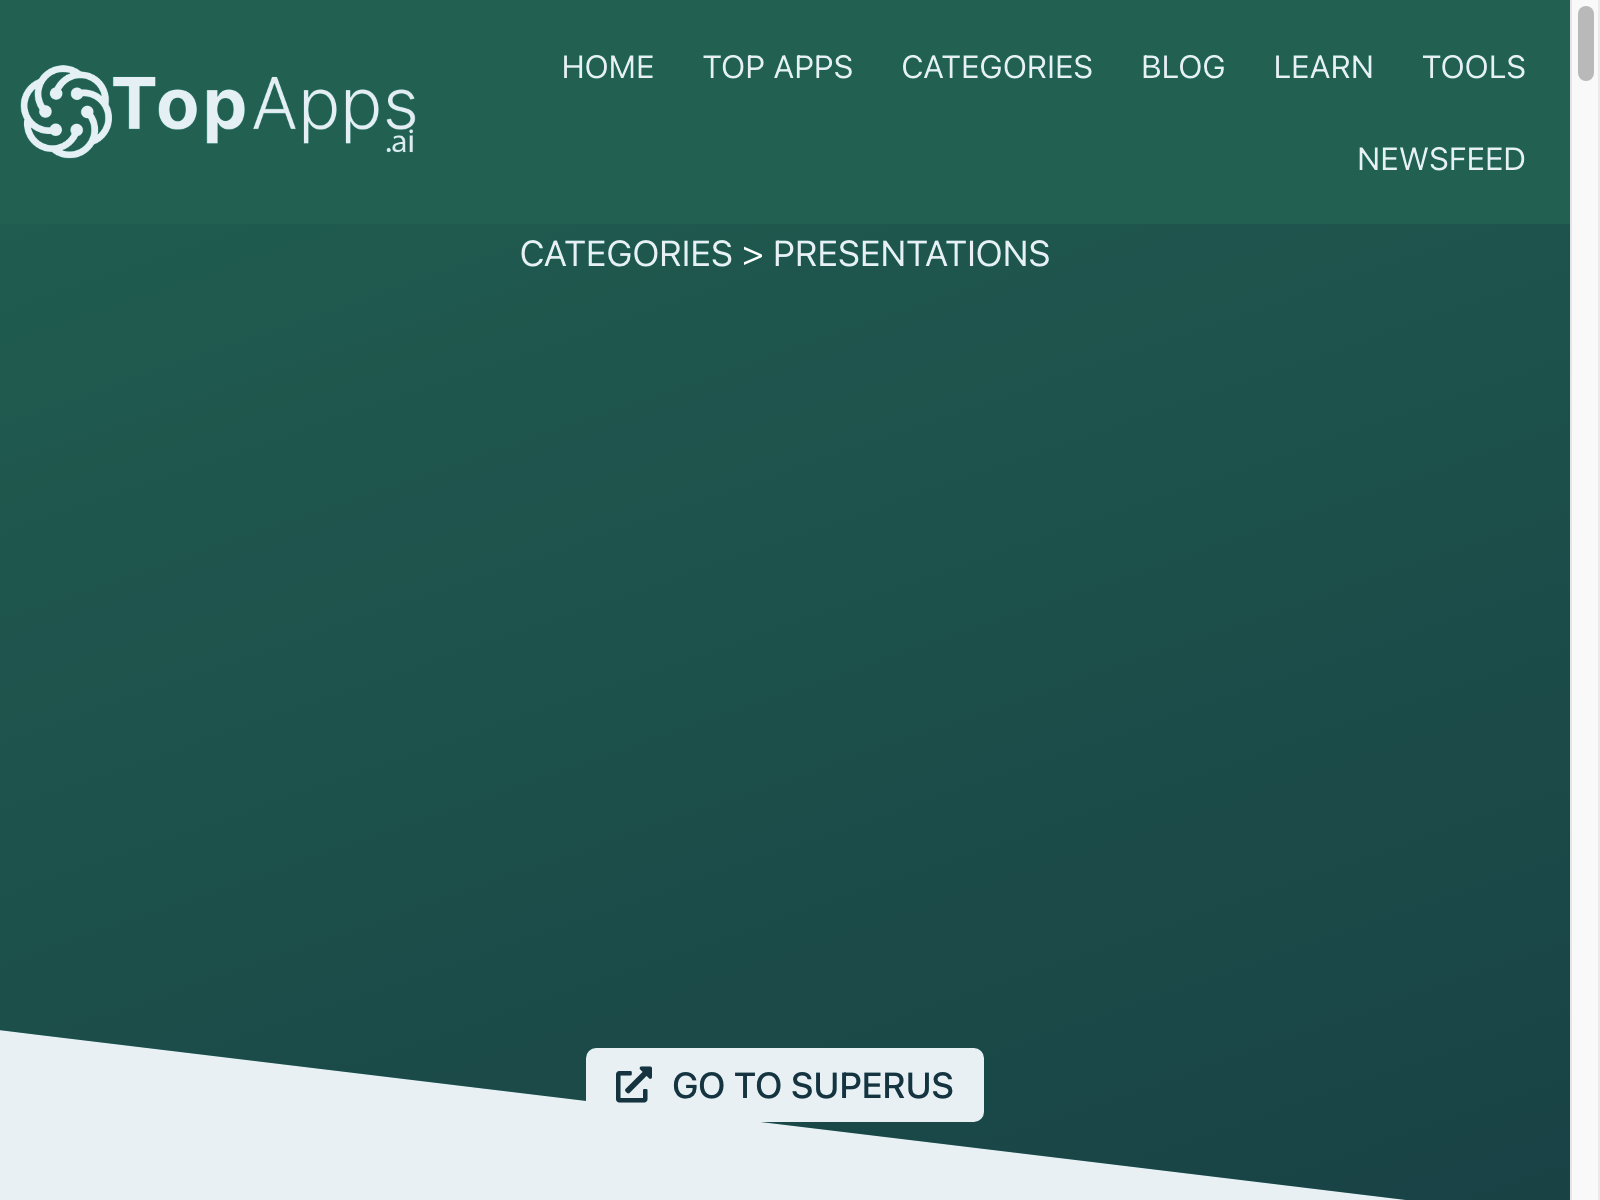 TopApps
.ai
HOME TOP APPS CATEGORIES BLOG LEARN TOOLS
NEWSFEED
CATEGORIES > PRESENTATIONS
GO TO SUPERUS